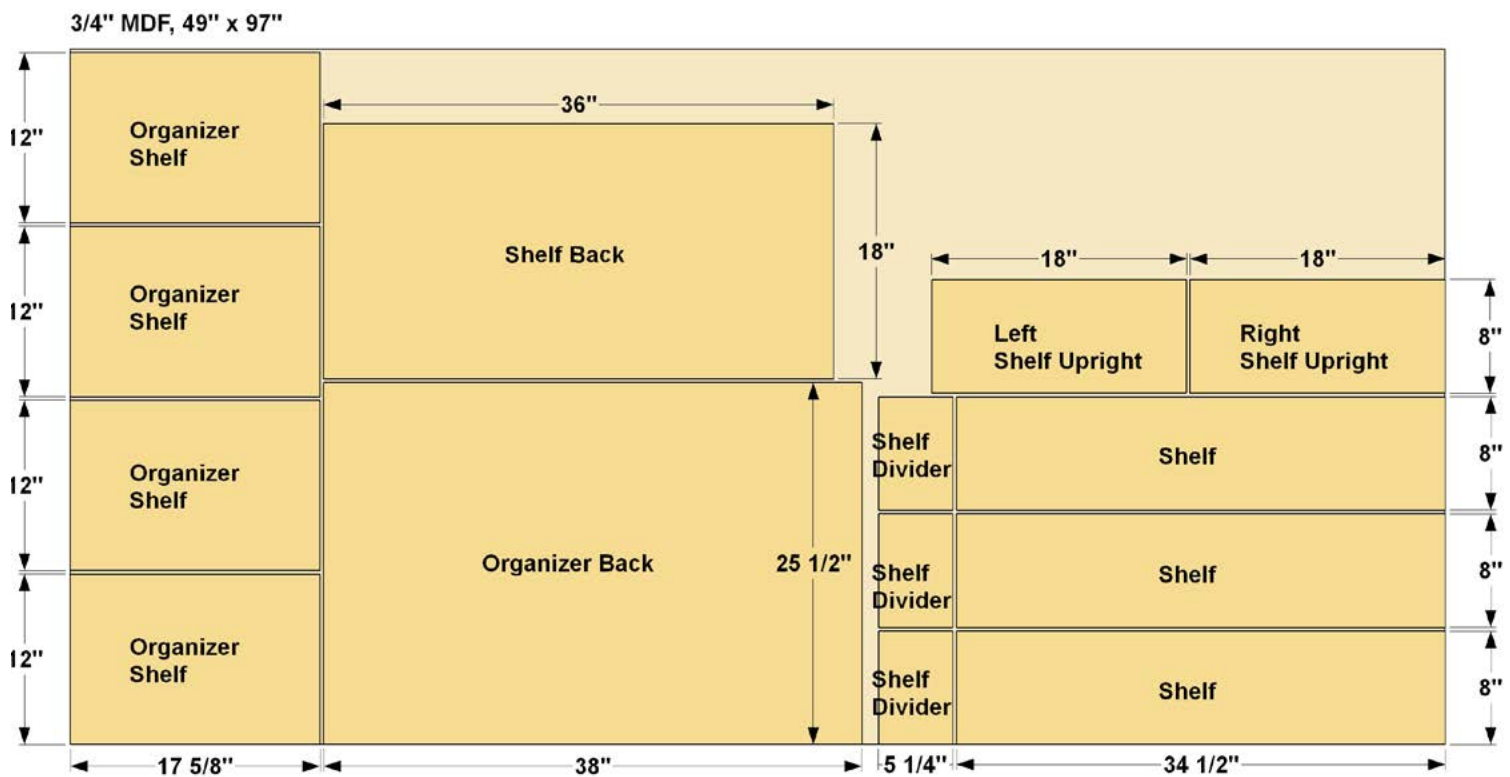 3/4" MDF, 49" x 97"
36"
12"
Organizer
Shelf
18"
Shelf Back
18"
18"
12"
Organizer
Shelf
Left
Shelf Upright
Right
Shelf Upright
8"
12"
Organizer
Shelf
Shelf
Divider
Shelf
8"
Organizer Back
25 1/2"
Shelf
Divider
Shelf
8"
12"
Organizer
Shelf
Shelf
Divider
Shelf
8"
17 5/8"
38"
5 1/4"
34 1/2"